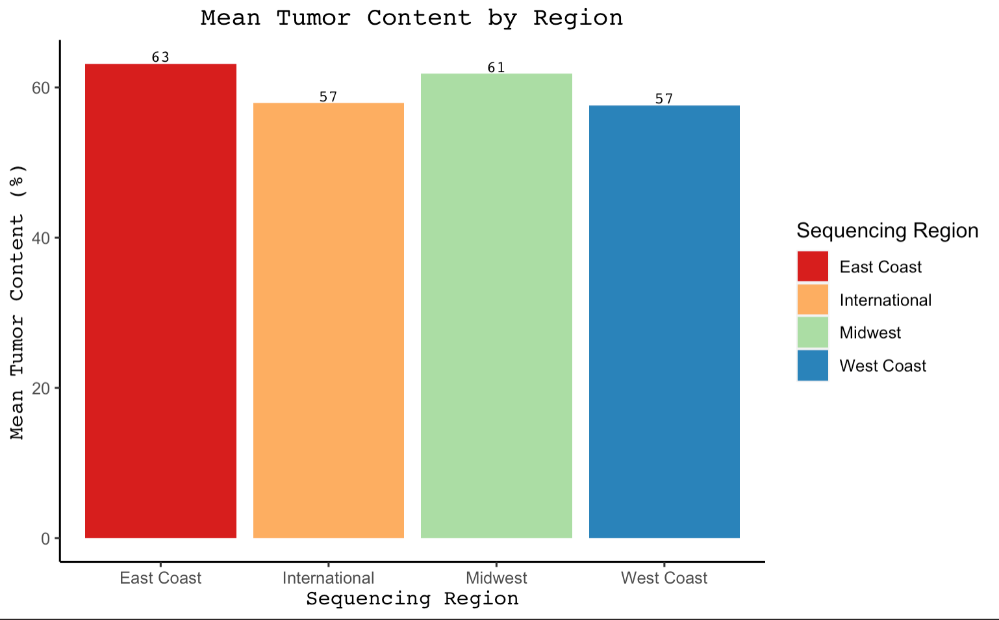 Mean Tumor Content by Region
Mean Tumor Content (%)
60
40
20
0
63
57
61
57
East Coast
International
Midwest
West Coast
Sequencing Region
Sequencing Region
East Coast
International
Midwest
West Coast